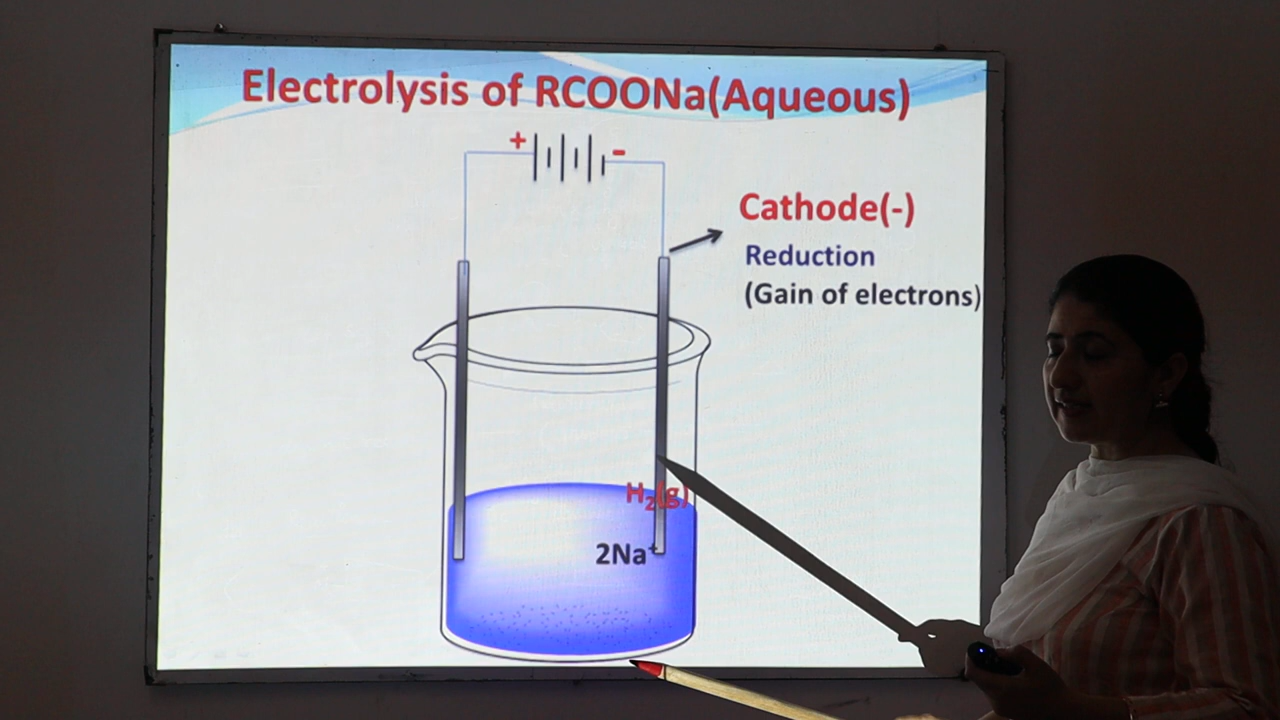 Electrolysis of RCOONa(Aqueous)
+ -
Cathode(-)
Reduction
(Gain of electrons)
H₂(g)
2Na⁺